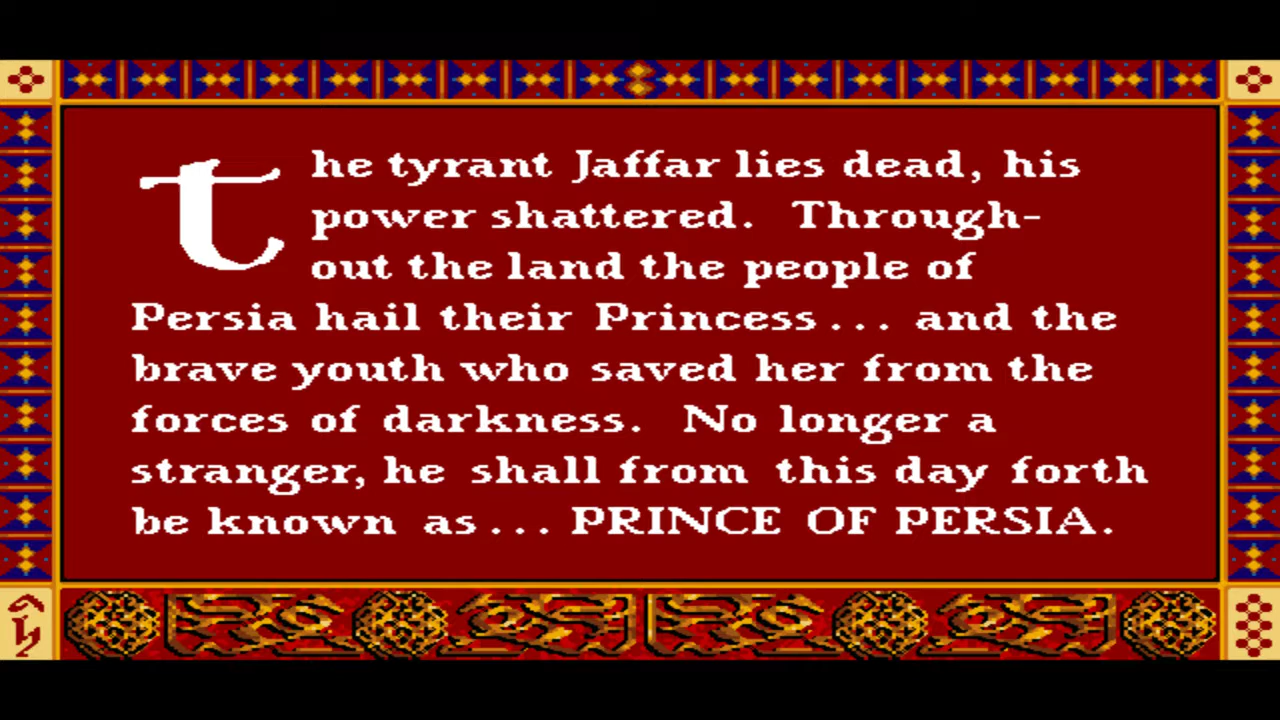 the tyrant Jaffar lies dead, his
power shattered. Through-
out the land the people of
Persia hail their Princess... and the
brave youth who saved her from the
forces of darkness. No longer a
stranger, he shall from this day forth
be known as... PRINCE OF PERSIA.